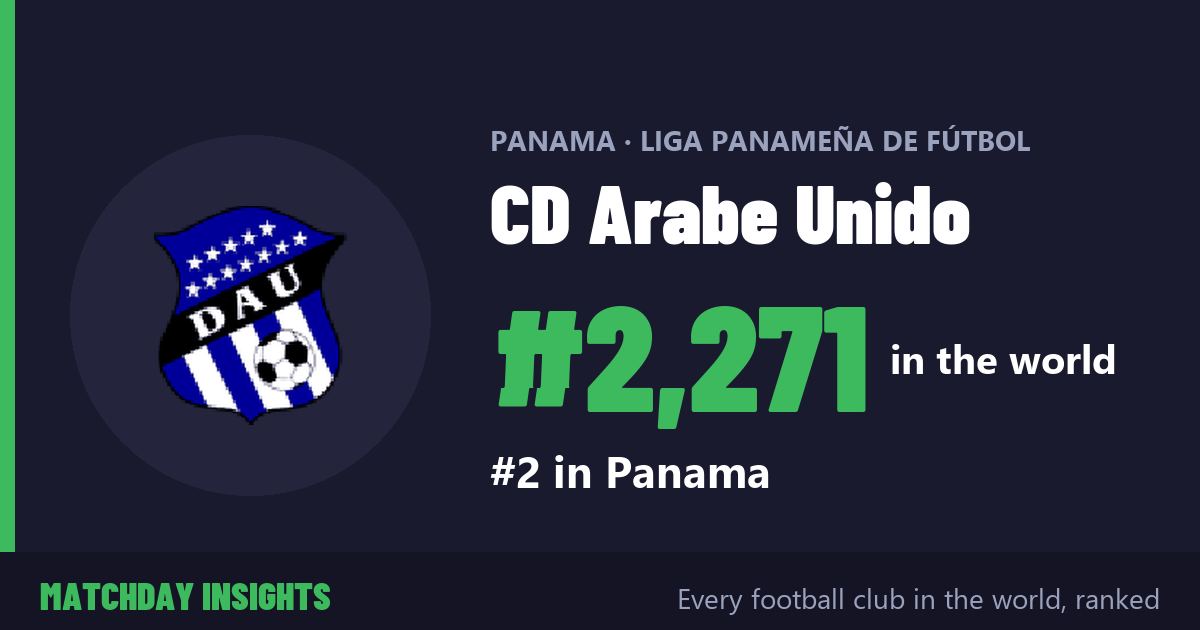 PANAMA · LIGA PANAMEÑA DE FÚTBOL
CD Arabe Unido
#2,271 in the world
#2 in Panama
DAU
MATCHDAY INSIGHTS
Every football club in the world, ranked